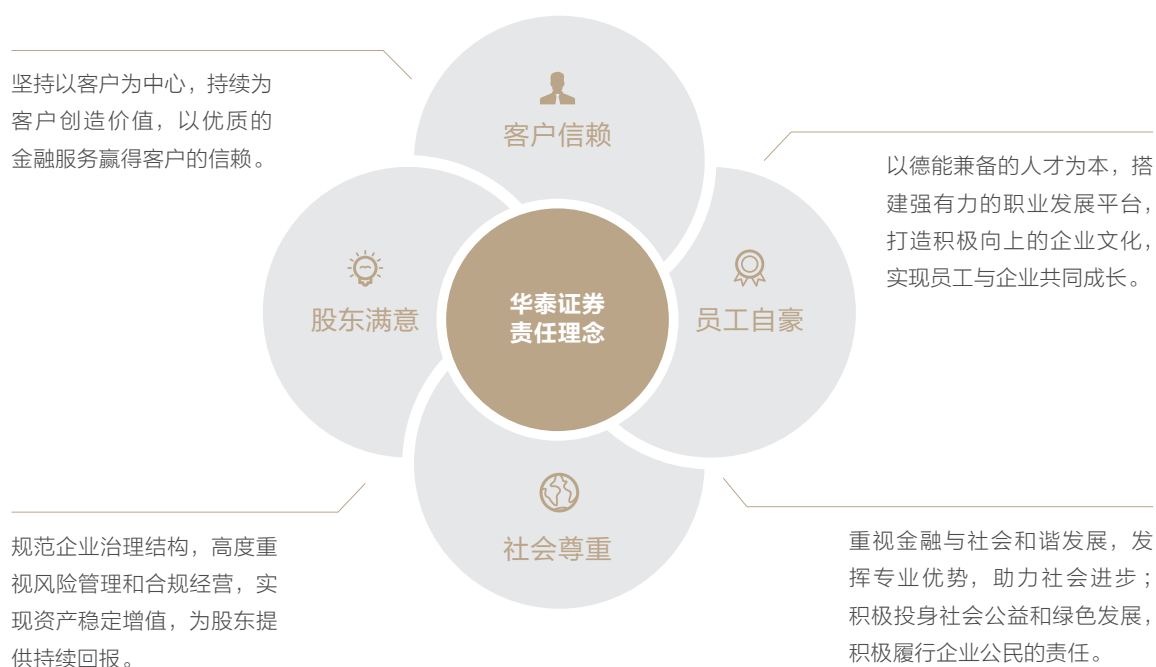 坚持以客户为中心，持续为
客户创造价值，以优质的
金融服务赢得客户的信赖。
客户信赖
以德能兼备的人才为本，搭
建强有力的职业发展平台，
打造积极向上的企业文化，
实现员工与企业共同成长。
股东满意
华泰证券
责任理念
员工自豪
社会尊重
规范企业治理结构，高度重
视风险管理和合规经营，实
现资产稳定增值，为股东提
供持续回报。
重视金融与社会和谐发展，发
挥专业优势，助力社会进步；
积极投身社会公益和绿色发展，
积极履行企业公民的责任。